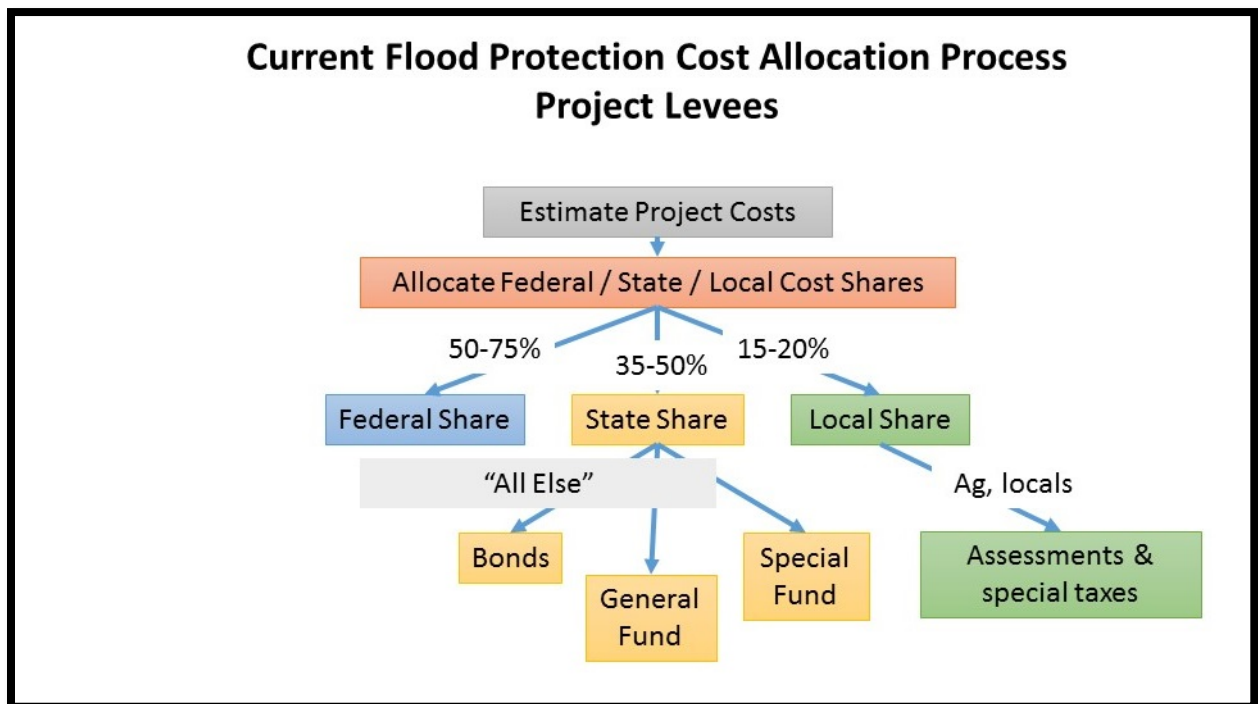 Current Flood Protection Cost Allocation Process
Project Levees
Estimate Project Costs
Allocate Federal / State / Local Cost Shares
50-75%
35-50%
15-20%
Federal Share
State Share
Local Share
“All Else”
Ag, locals
Bonds
General
Fund
Special
Fund
Assessments &
special taxes